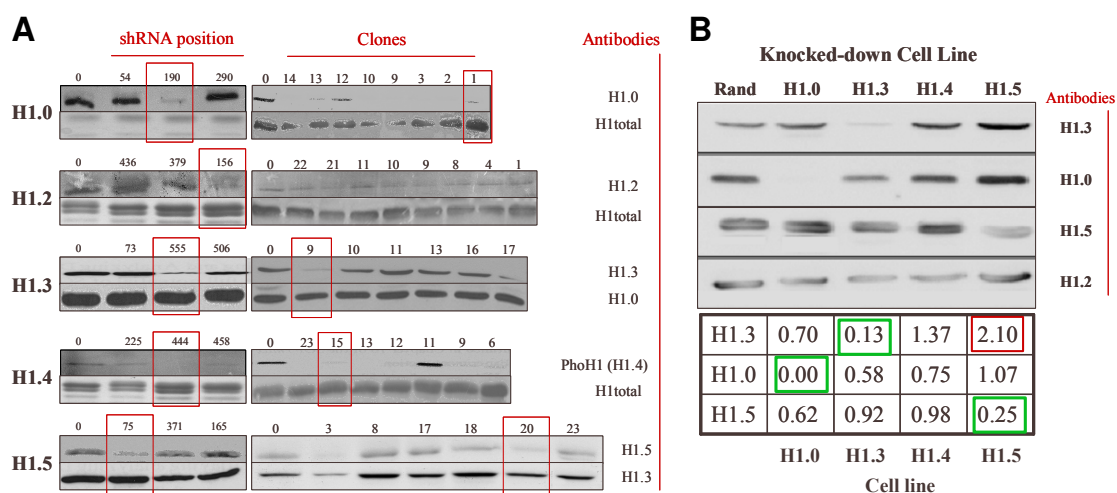 A
shRNA position
Clones
Antibodies
H1.0
0 54 190 290
0 14 13 12 10 9 3 2 1
H1.0
H1total
H1.2
0 436 379 156
0 22 21 11 10 9 8 4 1
H1.2
H1total
H1.3
0 73 555 506
0 9 10 11 13 16 17
H1.3
H1.0
H1.4
0 225 444 458
0 23 15 13 12 11 9 6
PhoH1 (H1.4)
H1total
H1.5
0 75 371 165
0 3 8 17 18 20 23
H1.5
H1.3
B
Knocked-down Cell Line
Rand H1.0 H1.3 H1.4 H1.5
Antibodies
H1.3
H1.0
H1.5
H1.2
H1.3 0.70 0.13 1.37 2.10
H1.0 0.00 0.58 0.75 1.07
H1.5 0.62 0.92 0.98 0.25
H1.0 H1.3 H1.4 H1.5
Cell line